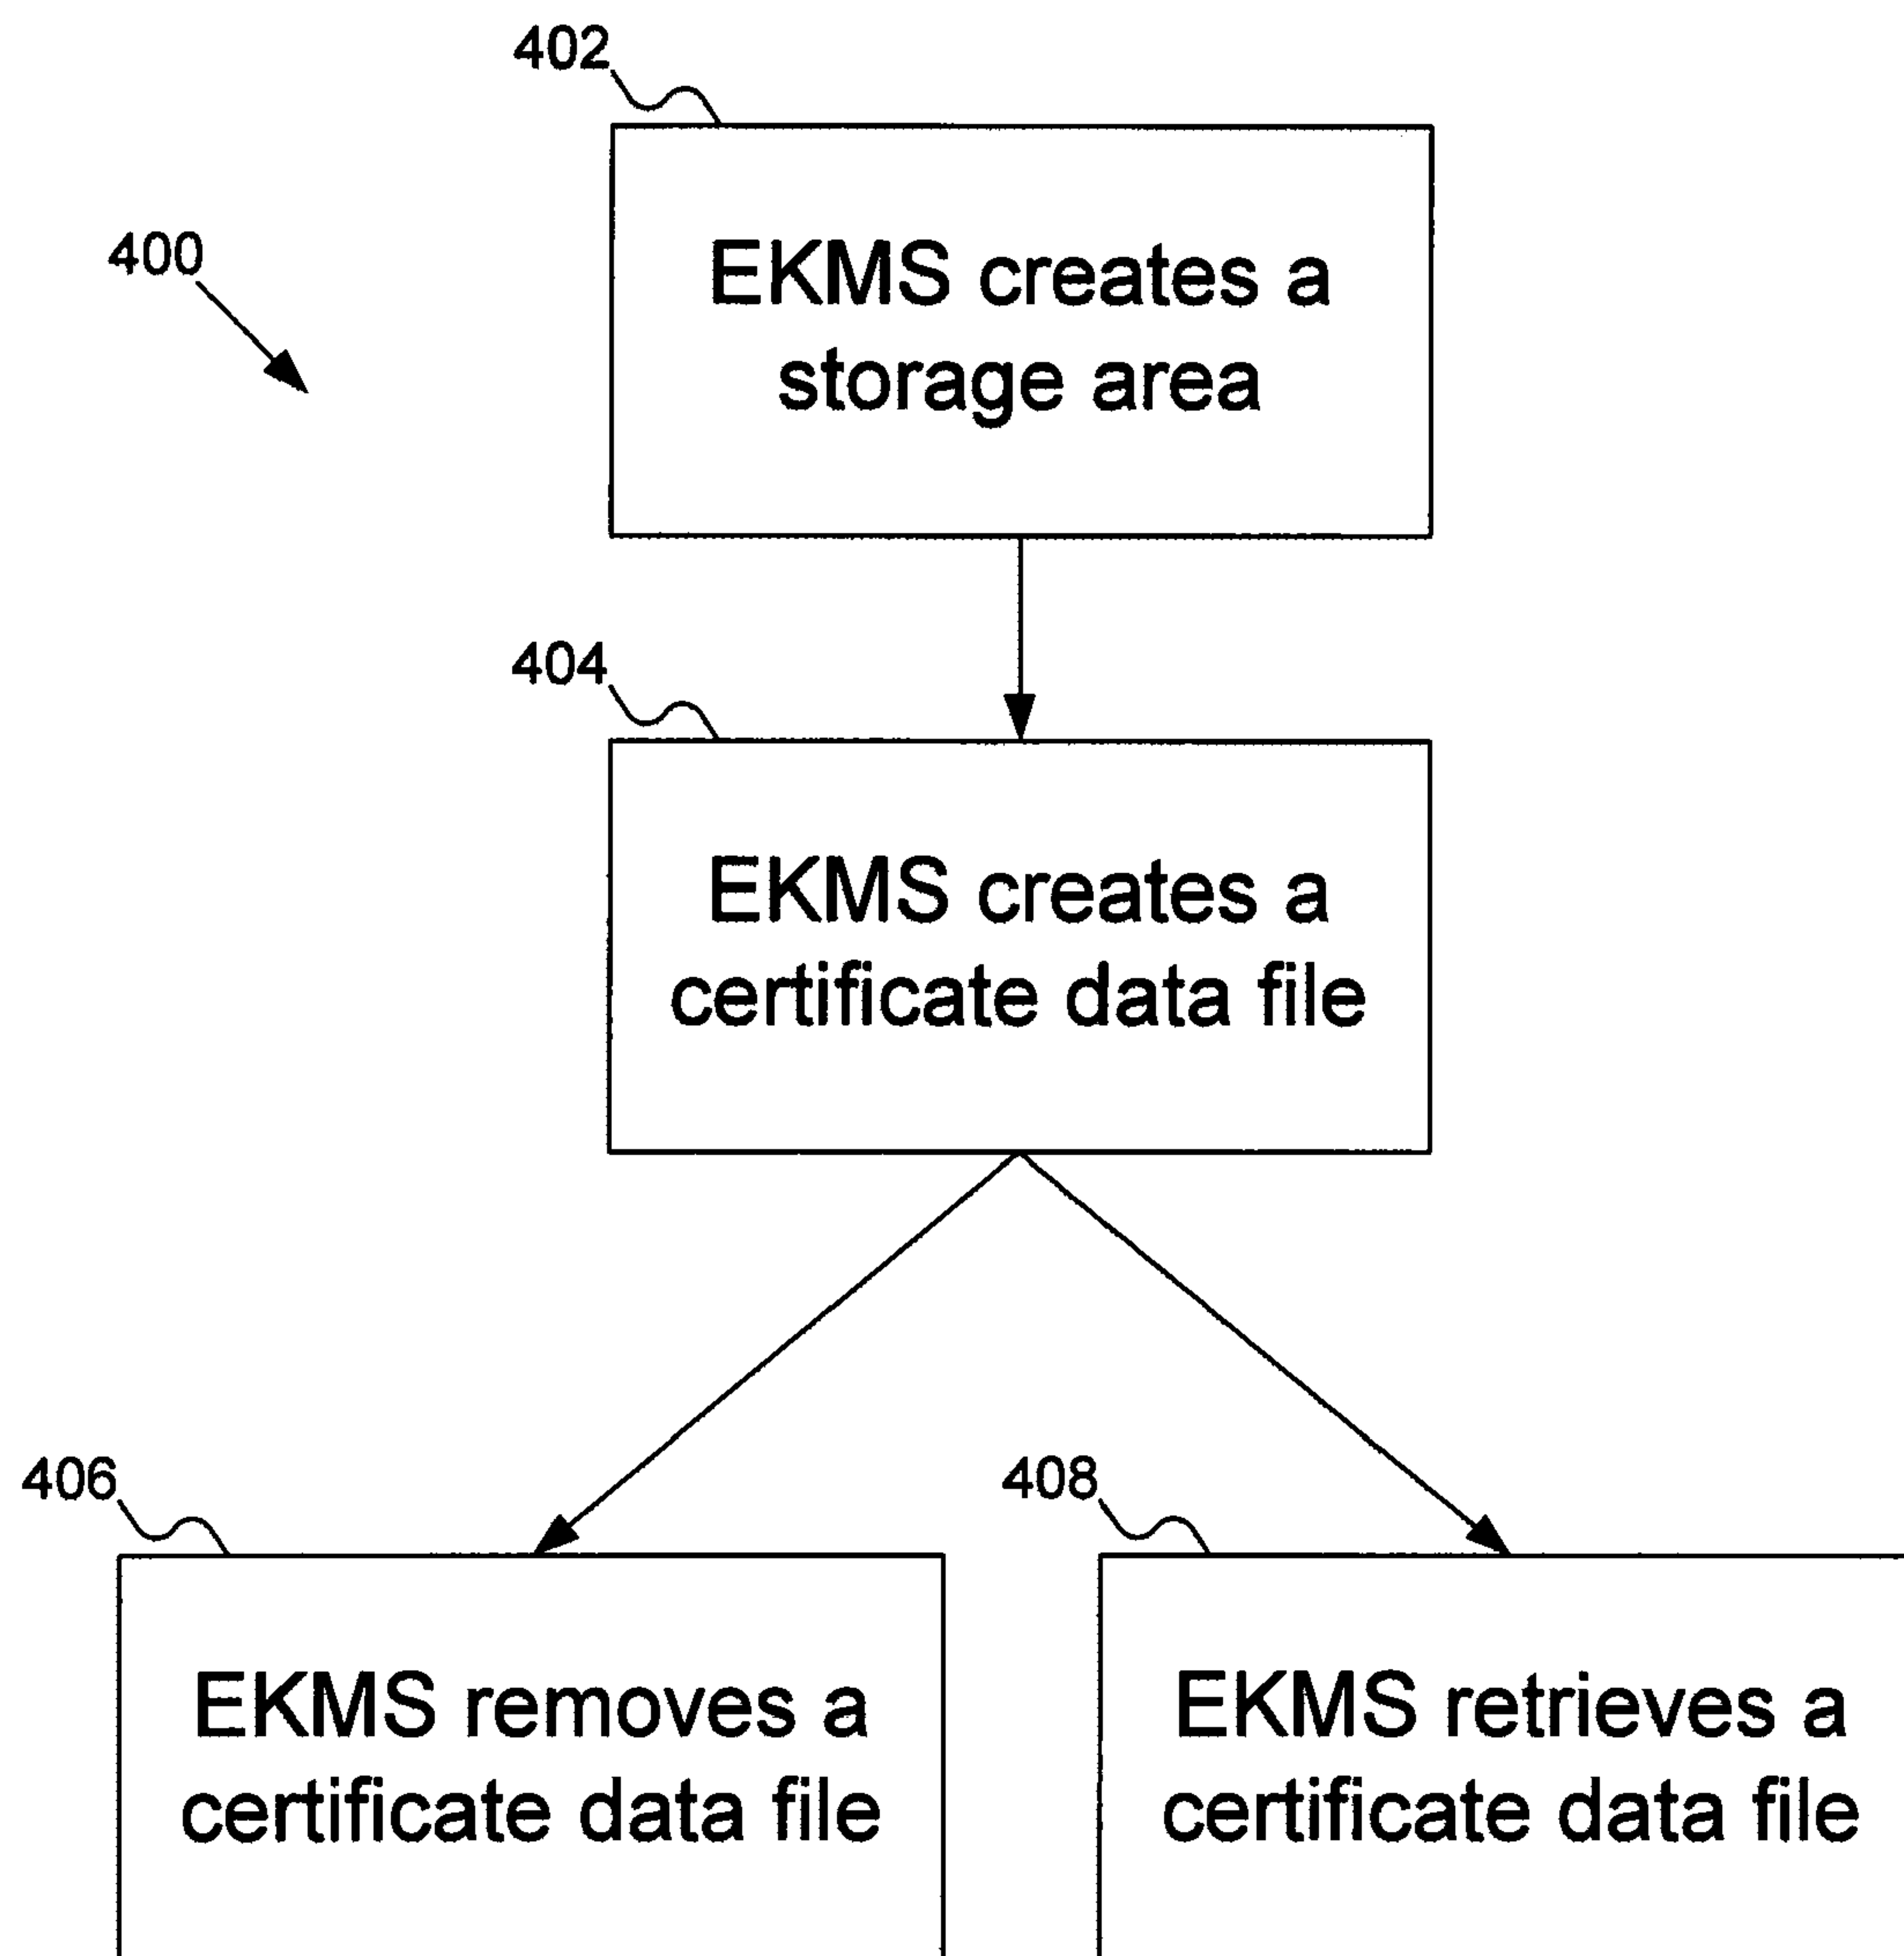 402
400
EKMS creates a
storage area
404
EKMS creates a
certificate data file
406
EKMS removes a
certificate data file
408
EKMS retrieves a
certificate data file